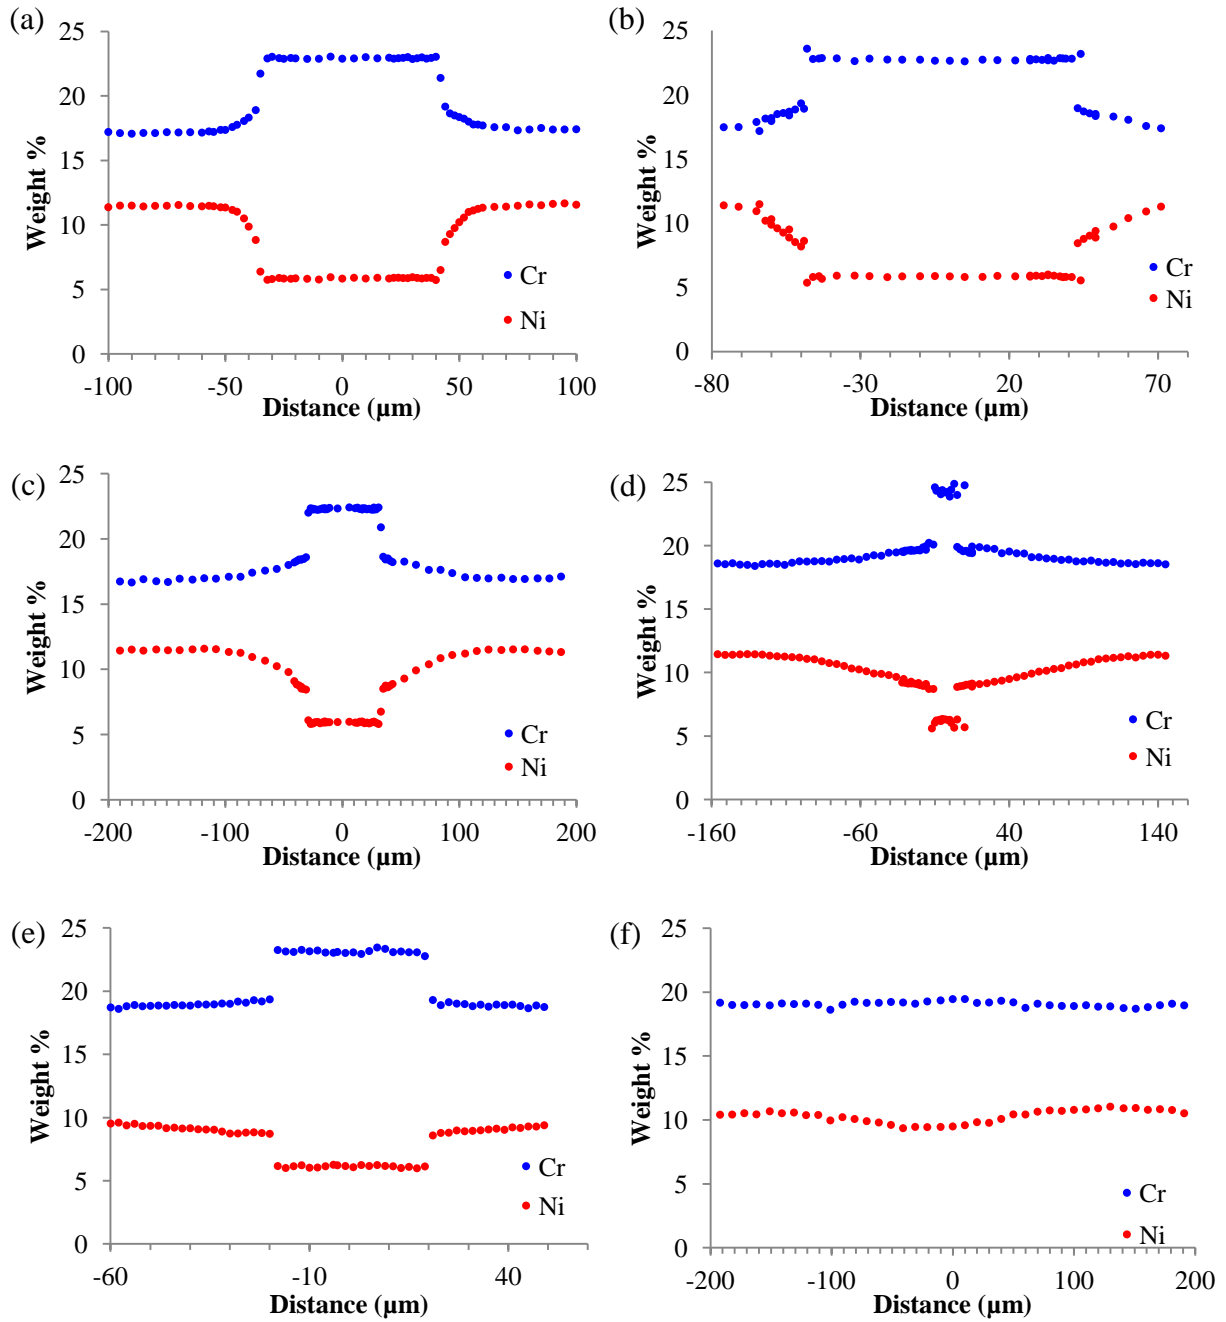 (a)
25
20
15
10
5
0
Weight %
Cr
Ni
-100 -50 0 50 100
Distance (µm)
(b)
25
20
15
10
5
0
Weight %
Cr
Ni
-80 -30 20 70
Distance (µm)
(c)
25
20
15
10
5
0
Weight %
Cr
Ni
-200 -100 0 100 200
Distance (µm)
(d)
25
20
15
10
5
0
Weight %
Cr
Ni
-160 -60 40 140
Distance (µm)
(e)
25
20
15
10
5
0
Weight %
Cr
Ni
-60 -10 40
Distance (µm)
(f)
25
20
15
10
5
0
Weight %
Cr
Ni
-200 -100 0 100 200
Distance (µm)